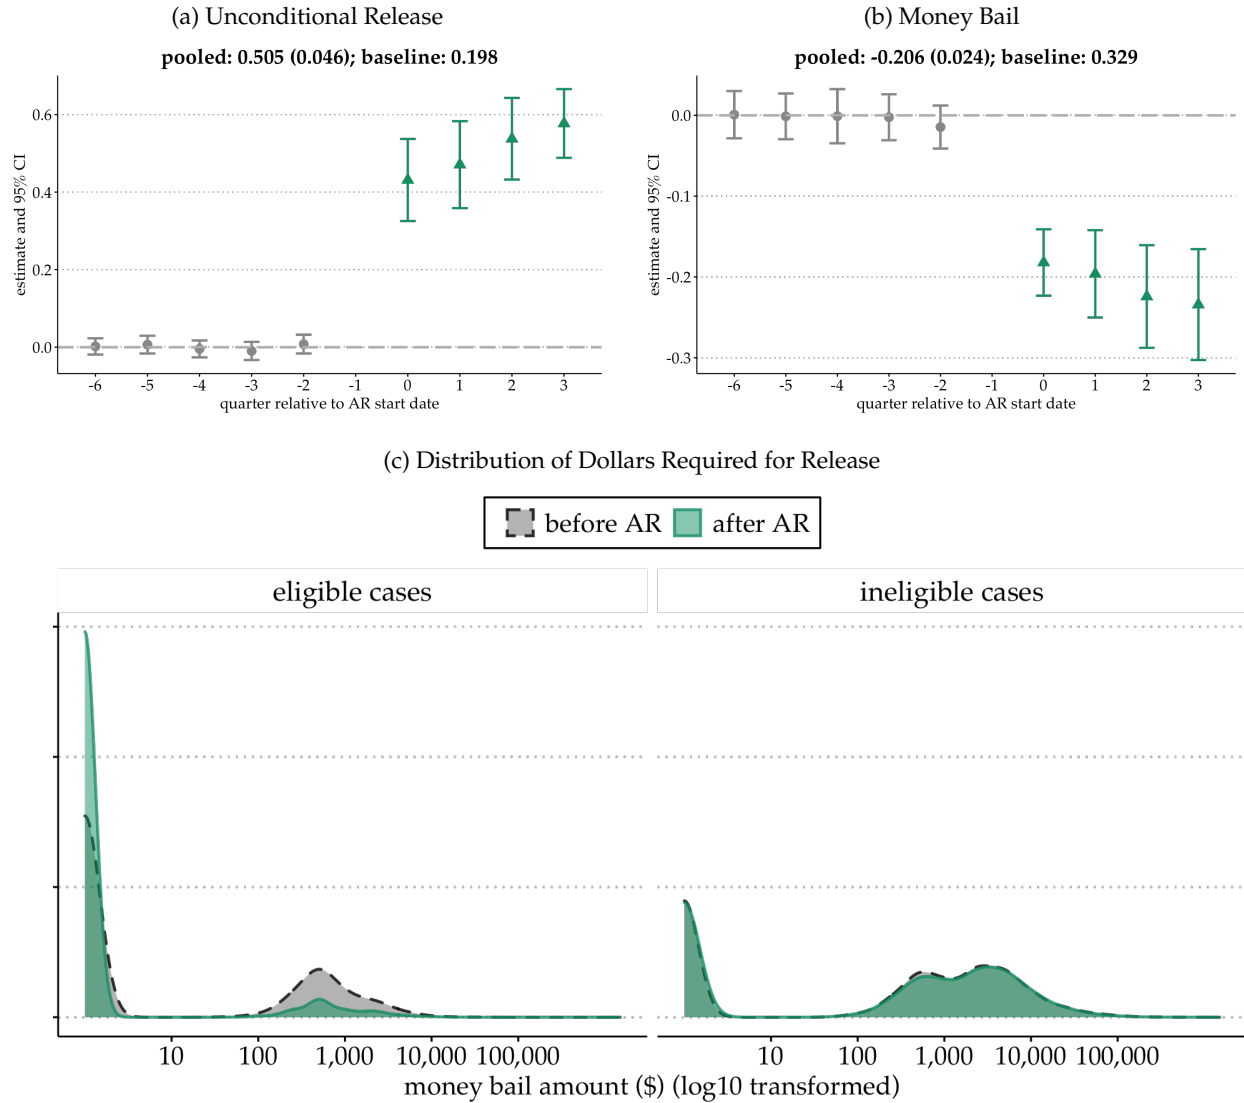 (a) Unconditional Release
pooled: 0.505 (0.046); baseline: 0.198
estimate and 95% CI
0.6
0.4
0.2
0.0
-6 -5 -4 -3 -2 -1 0 1 2 3
quarter relative to AR start date
(b) Money Bail
pooled: -0.206 (0.024); baseline: 0.329
estimate and 95% CI
0.0
-0.1
-0.2
-0.3
-6 -5 -4 -3 -2 -1 0 1 2 3
quarter relative to AR start date
(c) Distribution of Dollars Required for Release
before AR after AR
eligible cases
ineligible cases
10 100 1,000 10,000 100,000
10 100 1,000 10,000 100,000
money bail amount ($) (log10 transformed)